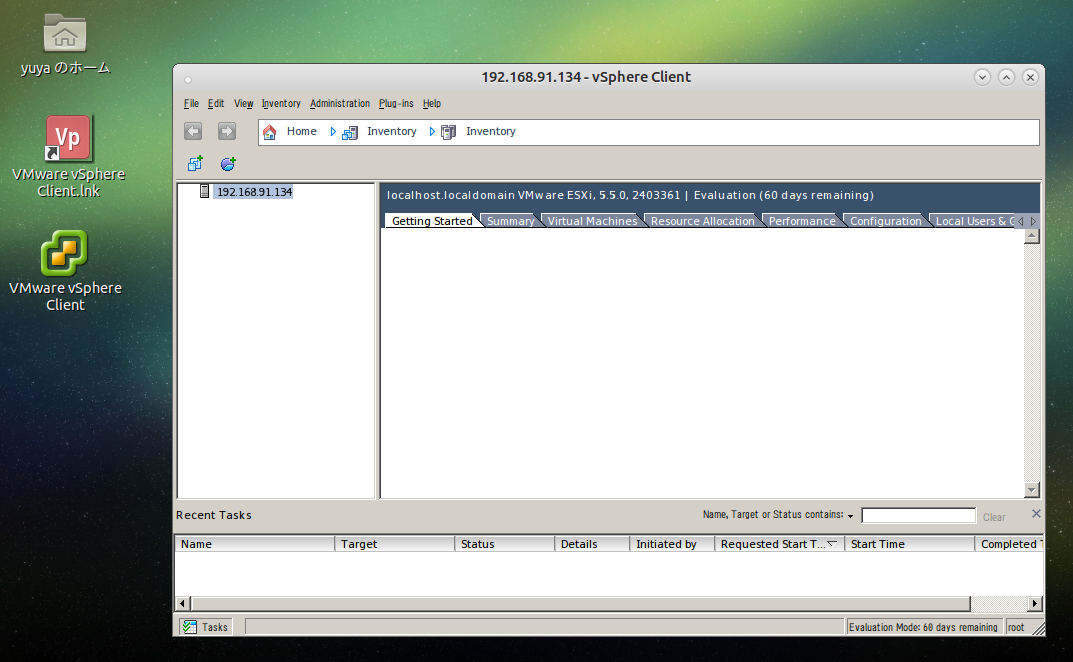 yuya のホーム
Vp
VMware vSphere
Client.lnk
VMware vSphere
Client
192.168.91.134 - vSphere Client
File Edit View Inventory Administration Plug-ins Help
Home Inventory Inventory
192.168.91.134
localhost.localdomain VMware ESXi, 5.5.0, 2403361 | Evaluation (60 days remaining)
Getting Started Summary Virtual Machines Resource Allocation Performance Configuration Local Users &
Recent Tasks Name, Target or Status contains: Clear
Name Target Status Details Initiated by Requested Start T... Start Time Completed
Tasks Evaluation Mode: 60 days remaining root